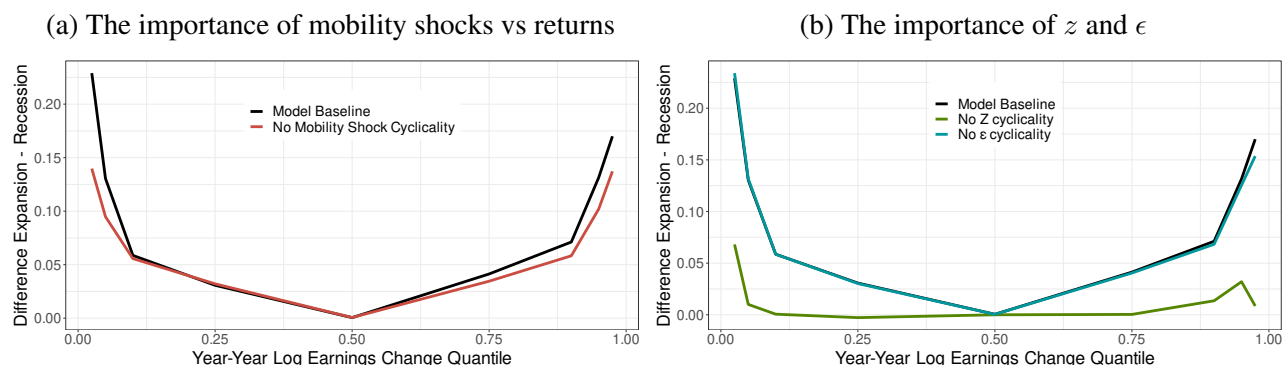 (a) The importance of mobility shocks vs returns
Difference Expansion - Recession
0.20
0.15
0.10
0.05
0.00
Model Baseline
No Mobility Shock Cyclicality
0.00 0.25 0.50 0.75 1.00
Year-Year Log Earnings Change Quantile
(b) The importance of z and ϵ
Difference Expansion - Recession
0.20
0.15
0.10
0.05
0.00
Model Baseline
No Z cyclicality
No ε cyclicality
0.00 0.25 0.50 0.75 1.00
Year-Year Log Earnings Change Quantile